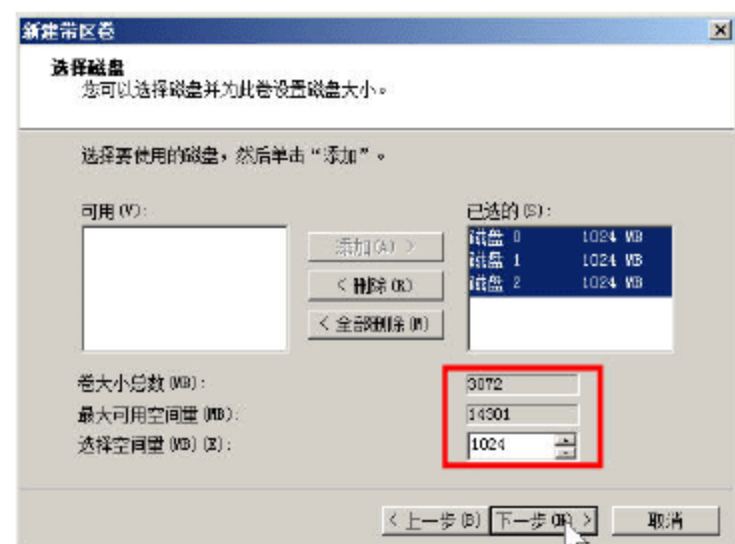 新建带区卷
选择磁盘
您可以选择磁盘并为此卷设置磁盘大小。
选择要使用的磁盘，然后单击“添加”。
可用(V):
已选的(S):
添加(A) >
< 删除(R)
< 全部删除(M)
磁盘 0 1024 MB
磁盘 1 1024 MB
磁盘 2 1024 MB
卷大小总数(MB): 3072
最大可用空间量(MB): 14301
选择空间量(MB)(E): 1024
< 上一步(B)
下一步(N) >
取消